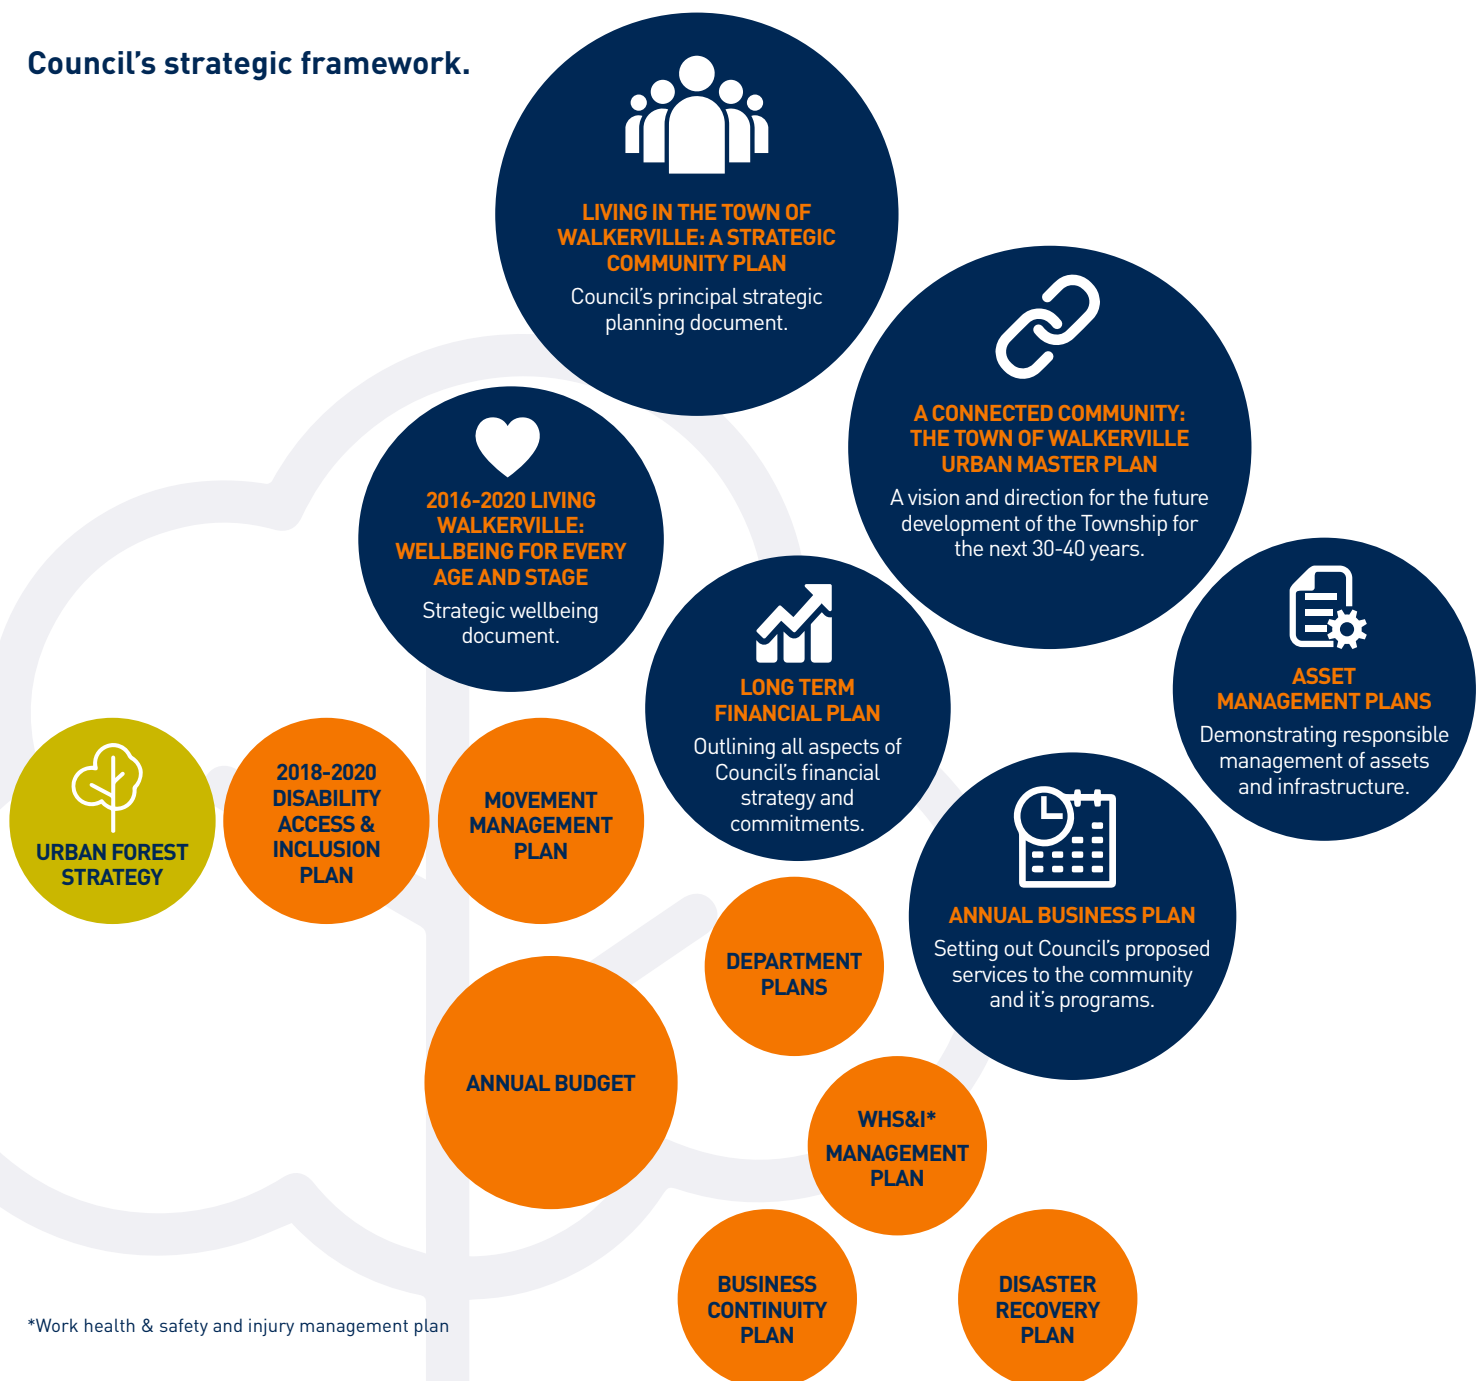 Council's strategic framework.
LIVING IN THE TOWN OF
WALKERVILLE: A STRATEGIC
COMMUNITY PLAN
Council's principal strategic
planning document.
A CONNECTED COMMUNITY:
THE TOWN OF WALKERVILLE
URBAN MASTER PLAN
A vision and direction for the future
development of the Township for
the next 30-40 years.
2016-2020 LIVING
WALKERVILLE:
WELLBEING FOR EVERY
AGE AND STAGE
Strategic wellbeing
document.
LONG TERM
FINANCIAL PLAN
Outlining all aspects of
Council's financial
strategy and
commitments.
ASSET
MANAGEMENT PLANS
Demonstrating responsible
management of assets
and infrastructure.
URBAN FOREST
STRATEGY
2018-2020
DISABILITY
ACCESS &
INCLUSION
PLAN
MOVEMENT
MANAGEMENT
PLAN
ANNUAL BUSINESS PLAN
Setting out Council's proposed
services to the community
and it's programs.
DEPARTMENT
PLANS
ANNUAL BUDGET
WHS&I*
MANAGEMENT
PLAN
BUSINESS
CONTINUITY
PLAN
DISASTER
RECOVERY
PLAN
*Work health & safety and injury management plan